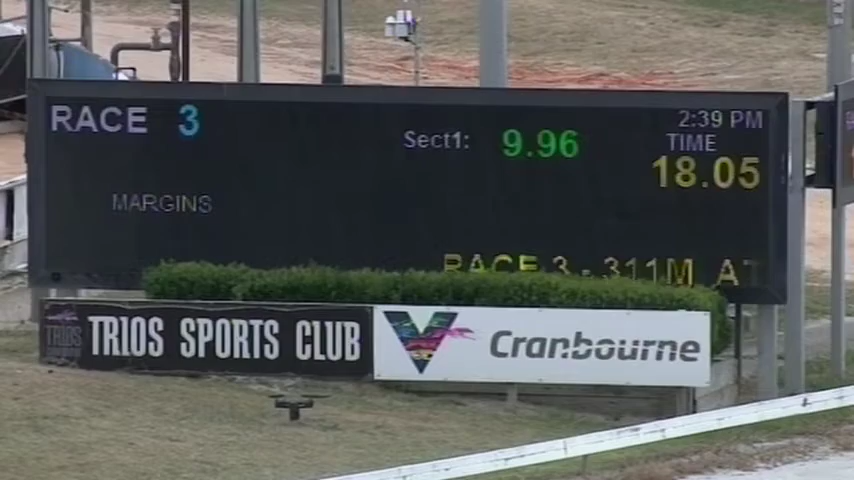 RACE 3
2:39 PM
Sect1: 9.96
TIME
18.05
MARGINS
RACE 3 - 311M AT
TRIOS
TRIOS SPORTS CLUB
V Cranbourne